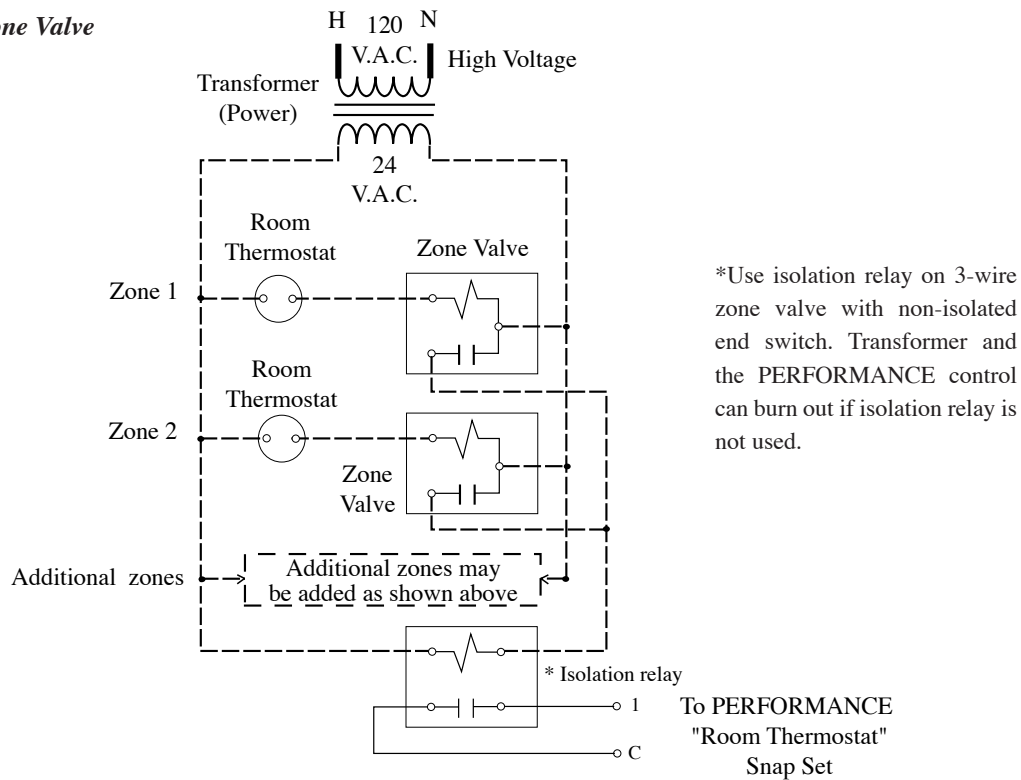 Zone Valve
H 120 N
V.A.C.
High Voltage
Transformer
(Power)
24
V.A.C.
Room
Thermostat
Zone Valve
Zone 1
Room
Thermostat
Zone 2
Zone
Valve
Additional zones
Additional zones may
be added as shown above
* Isolation relay
1
C
To PERFORMANCE
"Room Thermostat"
Snap Set
*Use isolation relay on 3-wire
zone valve with non-isolated
end switch. Transformer and
the PERFORMANCE control
can burn out if isolation relay is
not used.